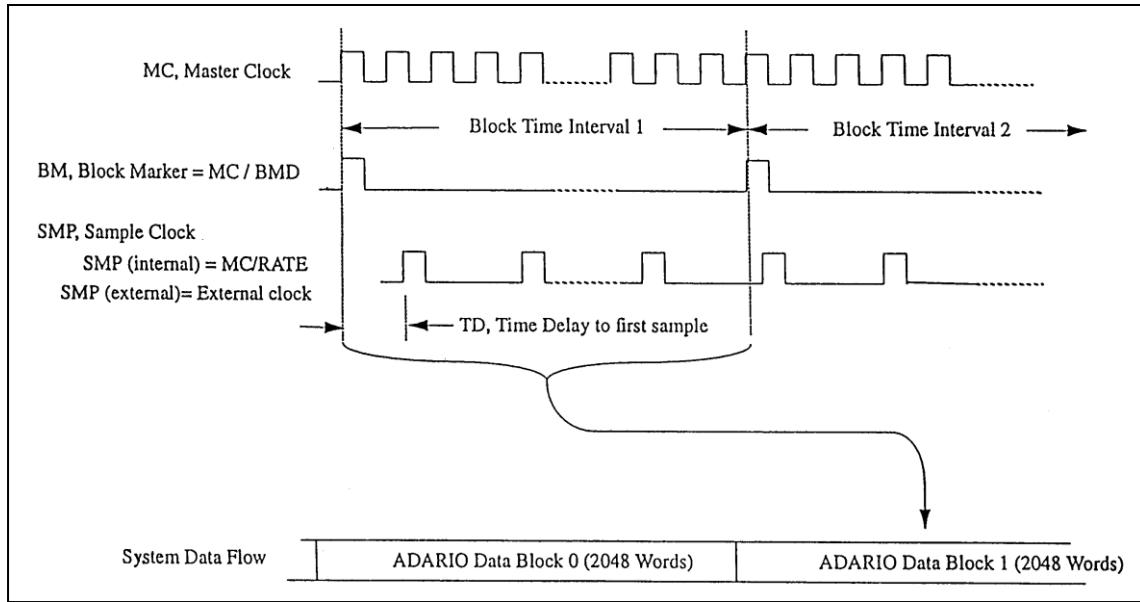 MC, Master Clock
Block Time Interval 1
Block Time Interval 2
BM, Block Marker = MC / BMD
SMP, Sample Clock
SMP (internal) = MC/RATE
SMP (external)= External clock
TD, Time Delay to first sample
System Data Flow
ADARIO Data Block 0 (2048 Words)
ADARIO Data Block 1 (2048 Words)